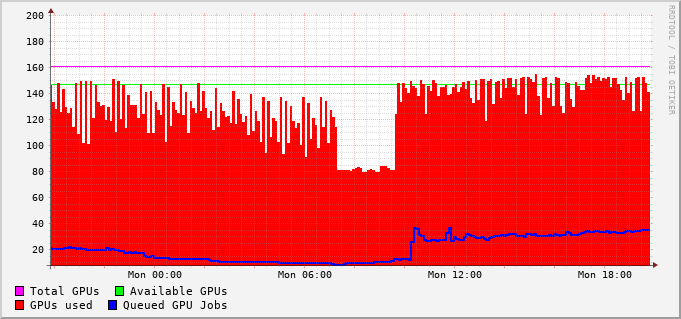 200
180
160
140
120
100
80
60
40
20
Mon 00:00 Mon 06:00 Mon 12:00 Mon 18:00
Total GPUs Available GPUs
GPUs used Queued GPU Jobs
RRDTOOL / TOBI OETIKER